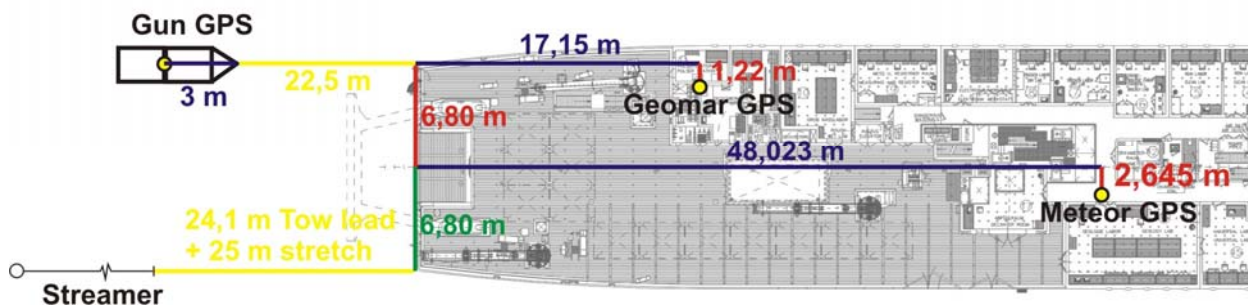 Gun GPS
17,15 m
22,5 m
1,22 m
3 m
Geomar GPS
6,80 m
48,023 m
2,645 m
24,1 m Tow lead
+ 25 m stretch
6,80 m
Meteor GPS
Streamer